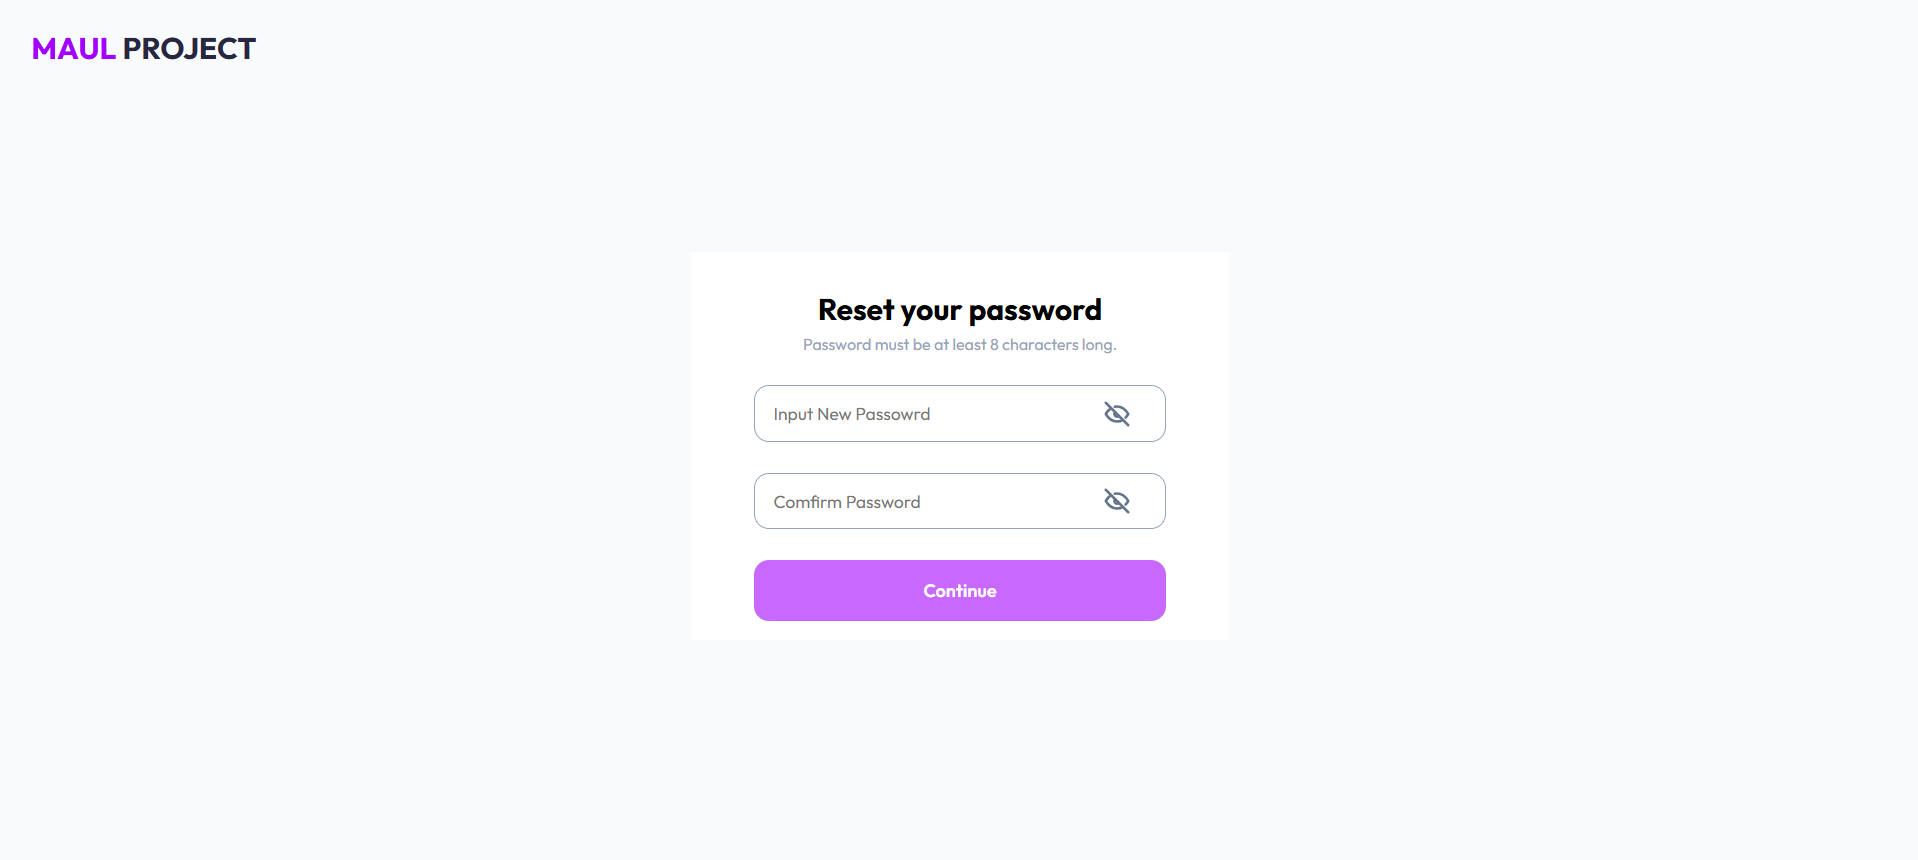 MAUL PROJECT
Reset your password
Password must be at least 8 characters long.
Input New Passowrd
Comfirm Password
Continue